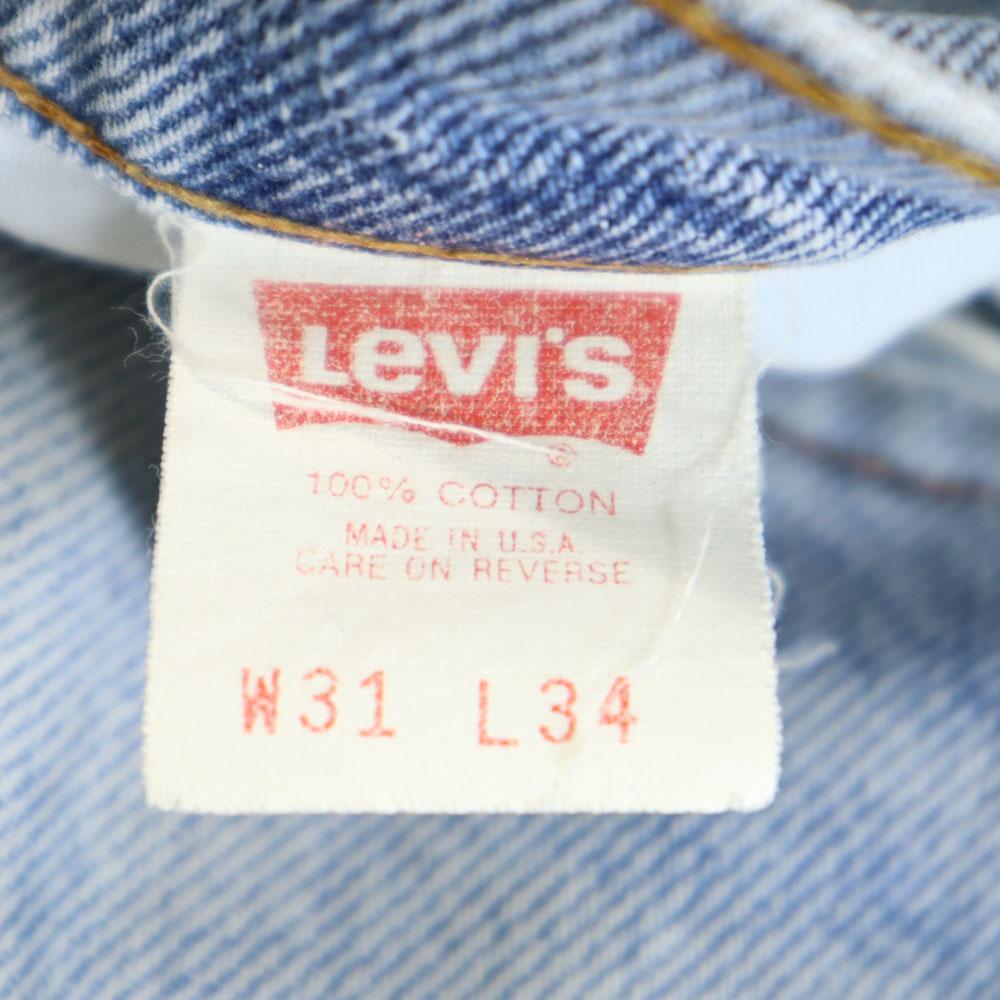 Levi's
®
100% COTTON
MADE IN U.S.A.
CARE ON REVERSE
W31 L34